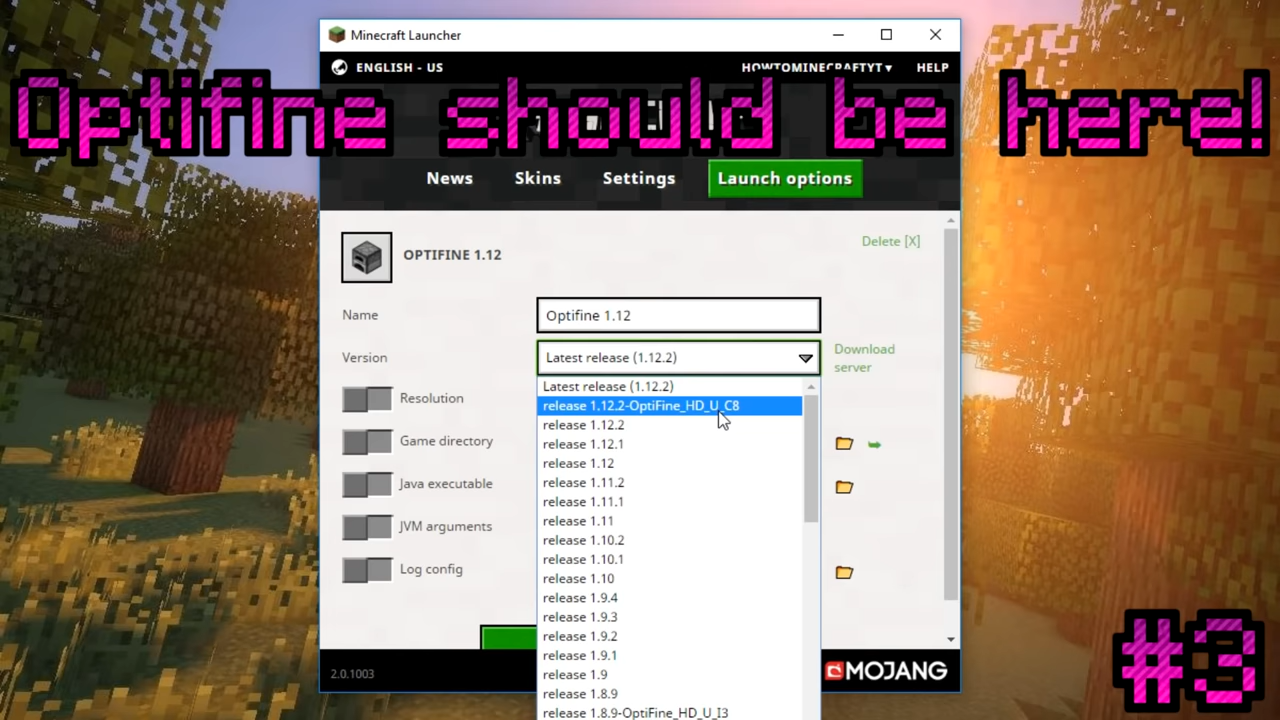 Minecraft Launcher
ENGLISH - US
HOWTOMINECRAFTYT
HELP
Optifine should be here!
News
Skins
Settings
Launch options
OPTIFINE 1.12
Delete [X]
Name
Optifine 1.12
Version
Latest release (1.12.2)
Download
server
Latest release (1.12.2)
release 1.12.2-OptiFine_HD_U_C8
release 1.12.2
release 1.12.1
release 1.12
release 1.11.2
release 1.11.1
release 1.11
release 1.10.2
release 1.10.1
release 1.10
release 1.9.4
release 1.9.3
release 1.9.2
release 1.9.1
release 1.9
release 1.8.9
release 1.8.9-OptiFine_HD_U_I3
Resolution
Game directory
Java executable
JVM arguments
Log config
2.0.1003
MOJANG
#3